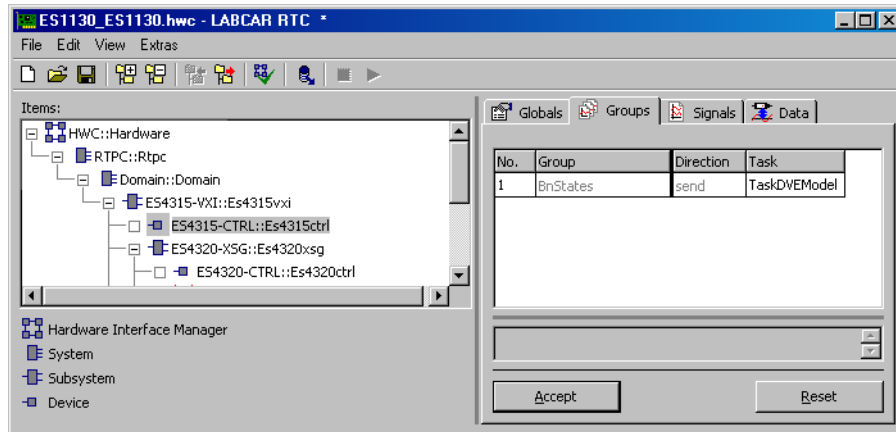 ES1130_ES1130.hwc - LABCAR RTC *
File Edit View Extras
Items:
HWC::Hardware
RTPC::Rtpc
Domain::Domain
ES4315-VXI::Es4315vxi
ES4315-CTRL::Es4315ctrl
ES4320-XSG::Es4320xsg
ES4320-CTRL::Es4320ctrl
Hardware Interface Manager
System
Subsystem
Device
Globals Groups Signals Data
No. Group Direction Task
1 BnStates send TaskDVEModel
Accept Reset